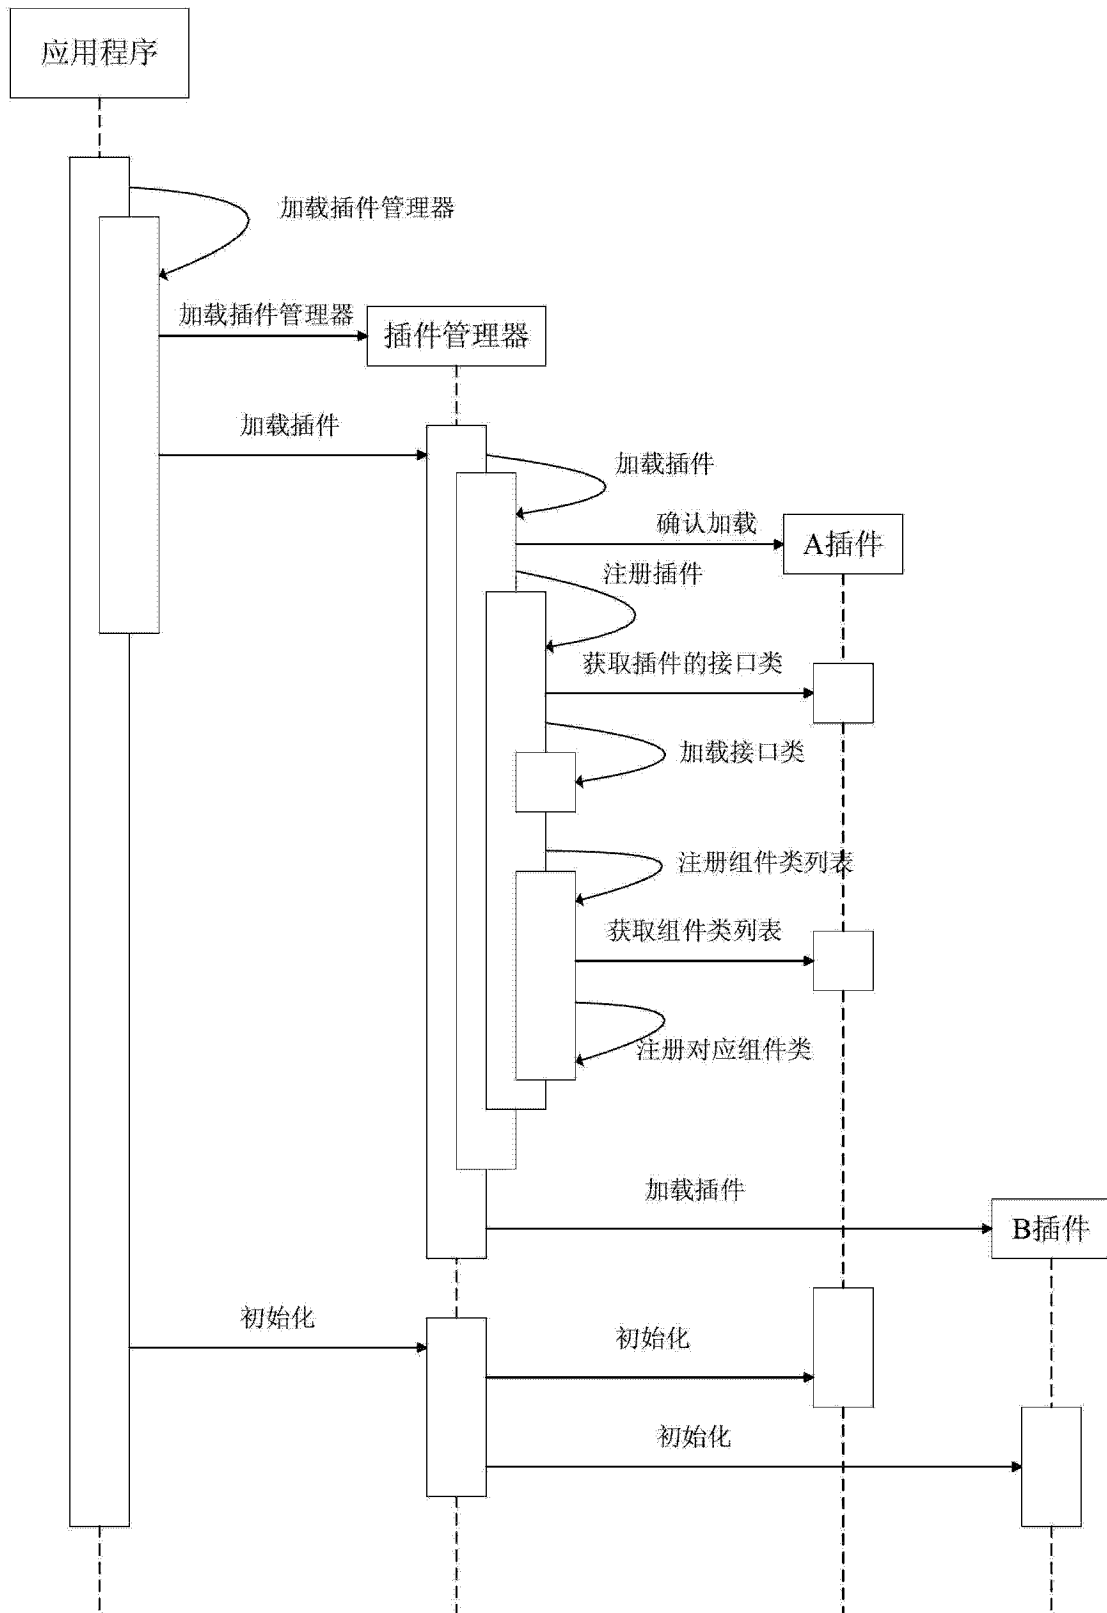 应用程序
加载插件管理器
加载插件管理器
插件管理器
加载插件
加载插件
确认加载
A插件
注册插件
获取插件的接口类
加载接口类
注册组件类列表
获取组件类列表
注册对应组件类
加载插件
B插件
初始化
初始化
初始化